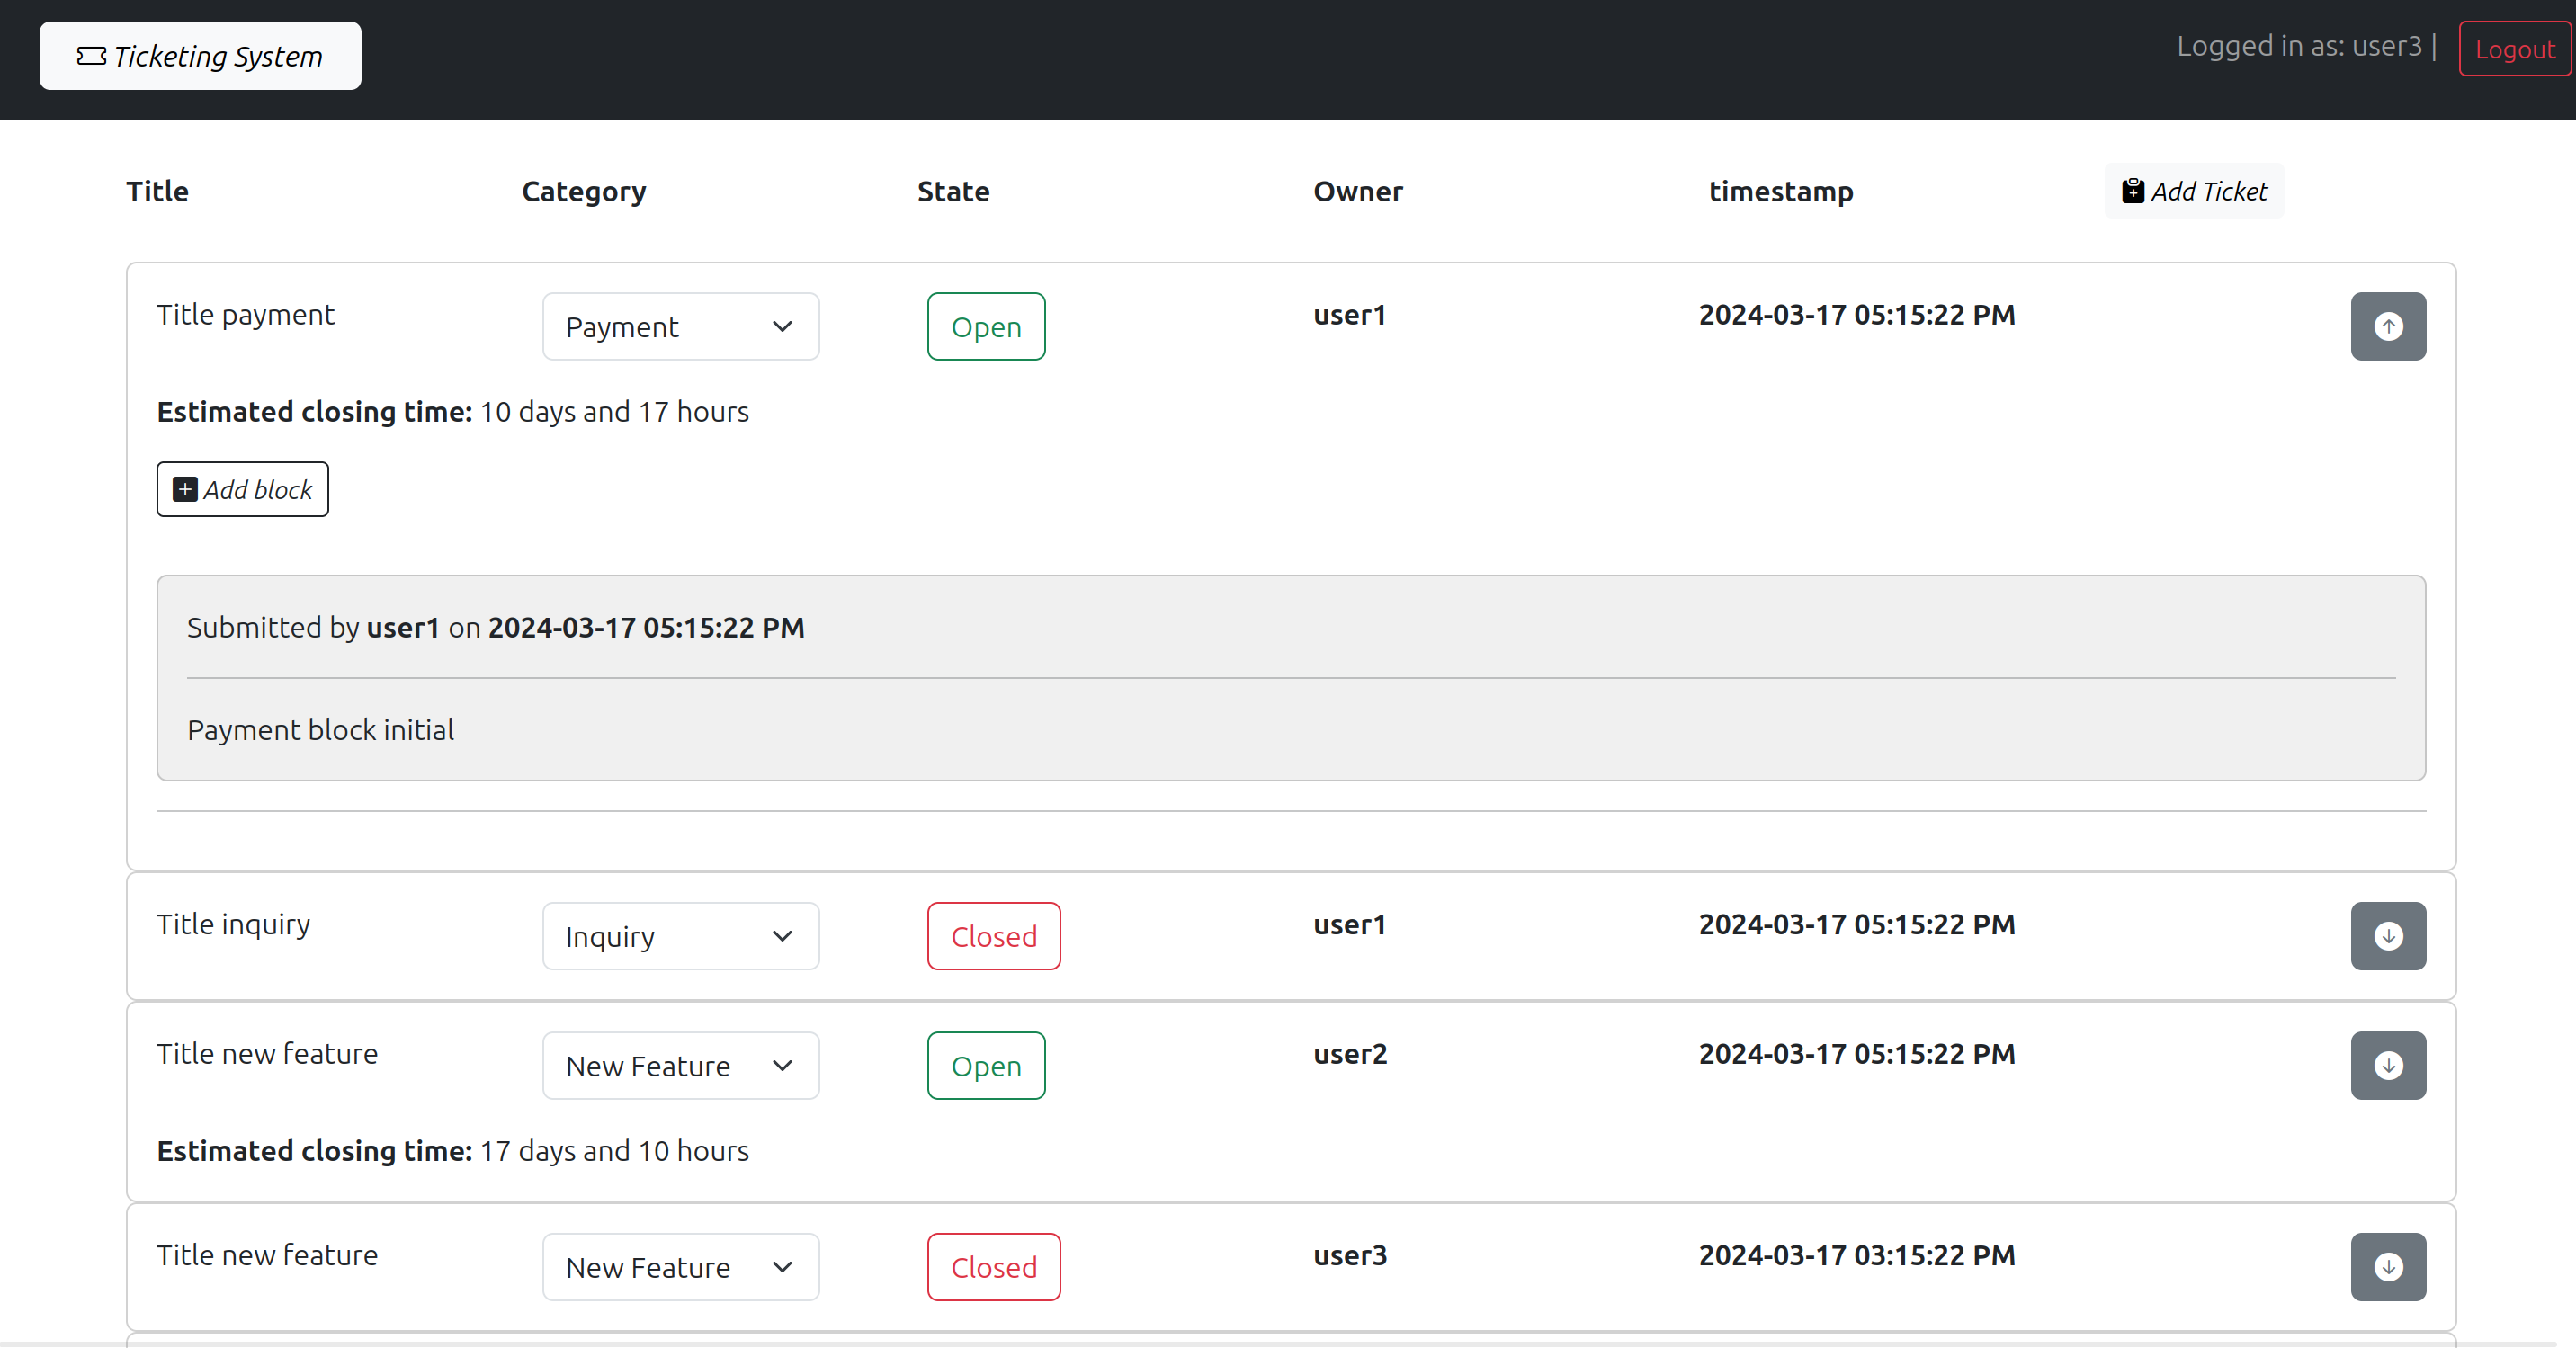 Ticketing System Logged in as: user3 | Logout
Title Category State Owner timestamp Add Ticket
Title payment Payment Open user1 2024-03-17 05:15:22 PM
Estimated closing time: 10 days and 17 hours
Add block
Submitted by user1 on 2024-03-17 05:15:22 PM
Payment block initial
Title inquiry Inquiry Closed user1 2024-03-17 05:15:22 PM
Title new feature New Feature Open user2 2024-03-17 05:15:22 PM
Estimated closing time: 17 days and 10 hours
Title new feature New Feature Closed user3 2024-03-17 03:15:22 PM